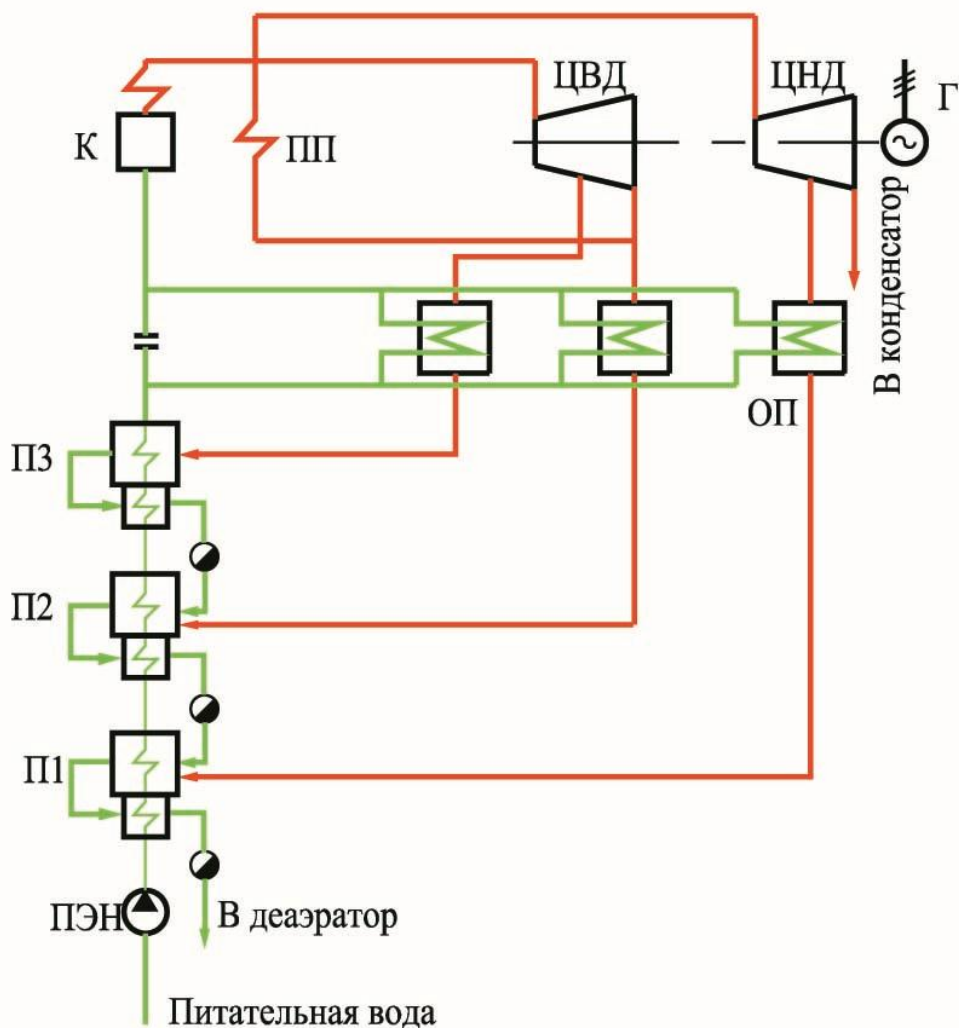 ЦВД
ЦНД
Г
К
ПП
В конденсатор
ОП
П3
П2
П1
ПЭН
В деаэратор
Питательная вода